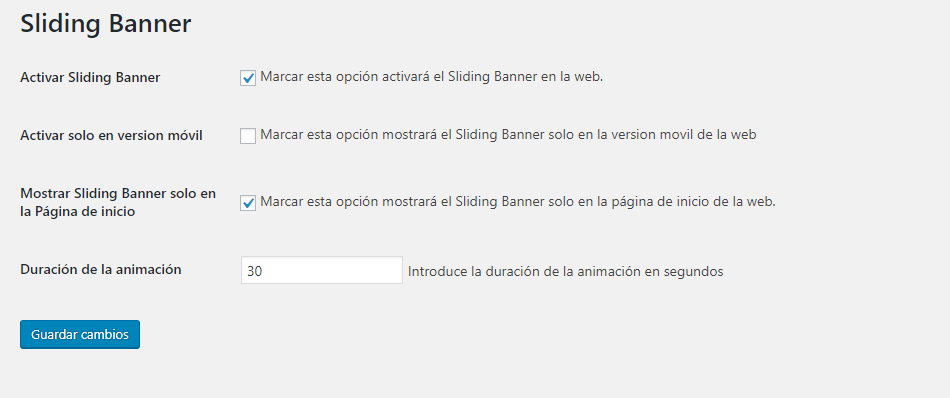 Sliding Banner
Activar Sliding Banner
Marcar esta opción activará el Sliding Banner en la web.
Activar solo en version móvil
Marcar esta opción mostrará el Sliding Banner solo en la version movil de la web
Mostrar Sliding Banner solo en
la Página de inicio
Marcar esta opción mostrará el Sliding Banner solo en la página de inicio de la web.
Duración de la animación
30
Introduce la duración de la animación en segundos
Guardar cambios